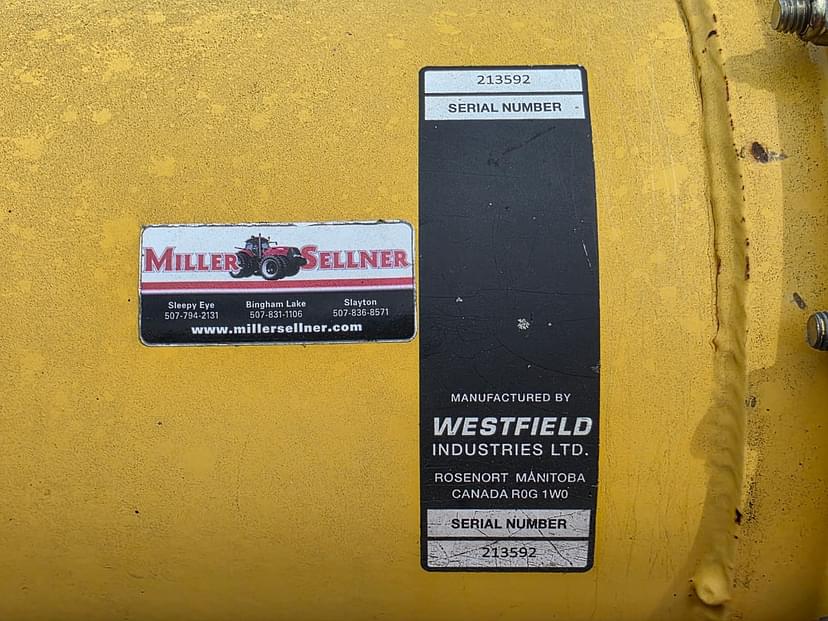 213592
SERIAL NUMBER
MILLER SELLNER
Sleepy Eye Bingham Lake Slayton
507-794-2131 507-831-1106 507-836-8571
www.millersellner.com
MANUFACTURED BY
WESTFIELD
INDUSTRIES LTD.
ROSENORT MANITOBA
CANADA R0G 1W0
SERIAL NUMBER
213592